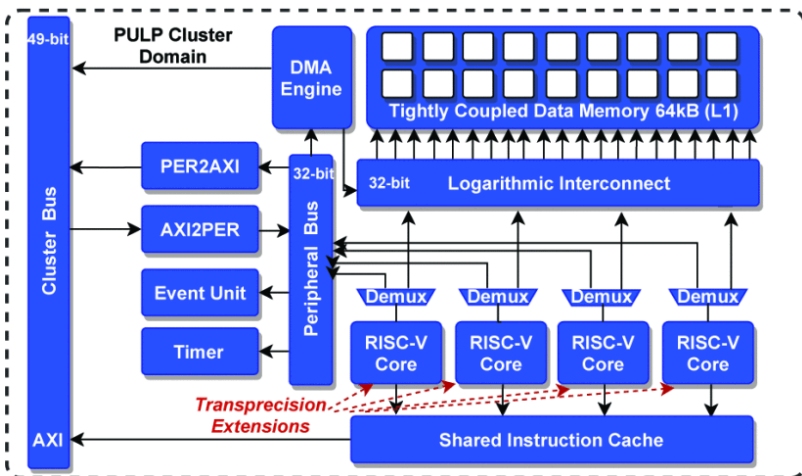 49-bit
PULP Cluster
Domain
DMA
Engine
Tightly Coupled Data Memory 64kB (L1)
PER2AXI
32-bit
32-bit
Logarithmic Interconnect
Cluster Bus
AXI2PER
Peripheral Bus
Event Unit
Demux
Demux
Demux
Demux
Timer
RISC-V
Core
RISC-V
Core
RISC-V
Core
RISC-V
Core
Transprecision
Extensions
AXI
Shared Instruction Cache